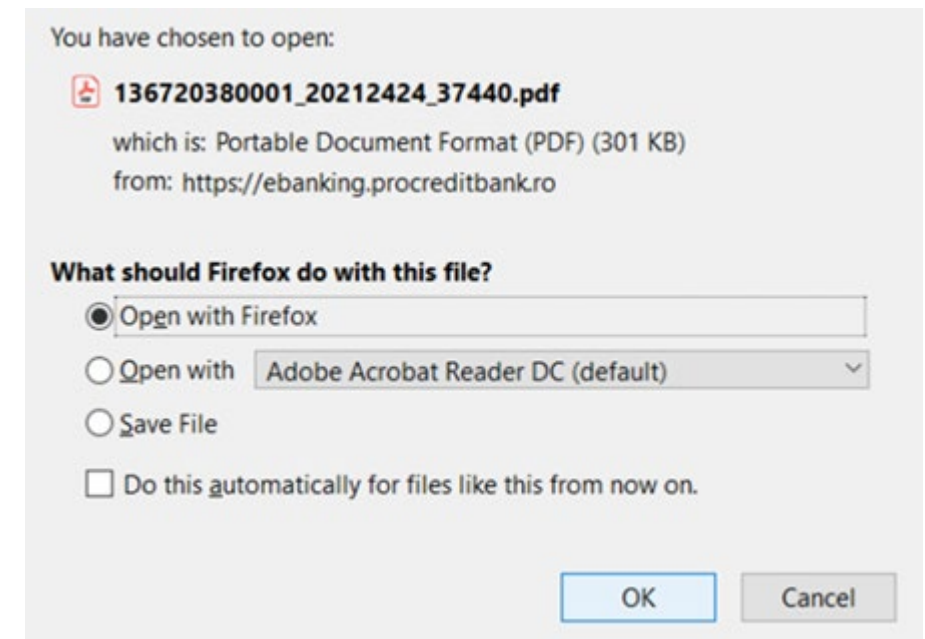 You have chosen to open:
136720380001_20212424_37440.pdf
which is: Portable Document Format (PDF) (301 KB)
from: https://ebanking.procreditbank.ro
What should Firefox do with this file?
Open with Firefox
Open with Adobe Acrobat Reader DC (default)
Save File
Do this automatically for files like this from now on.
OK Cancel